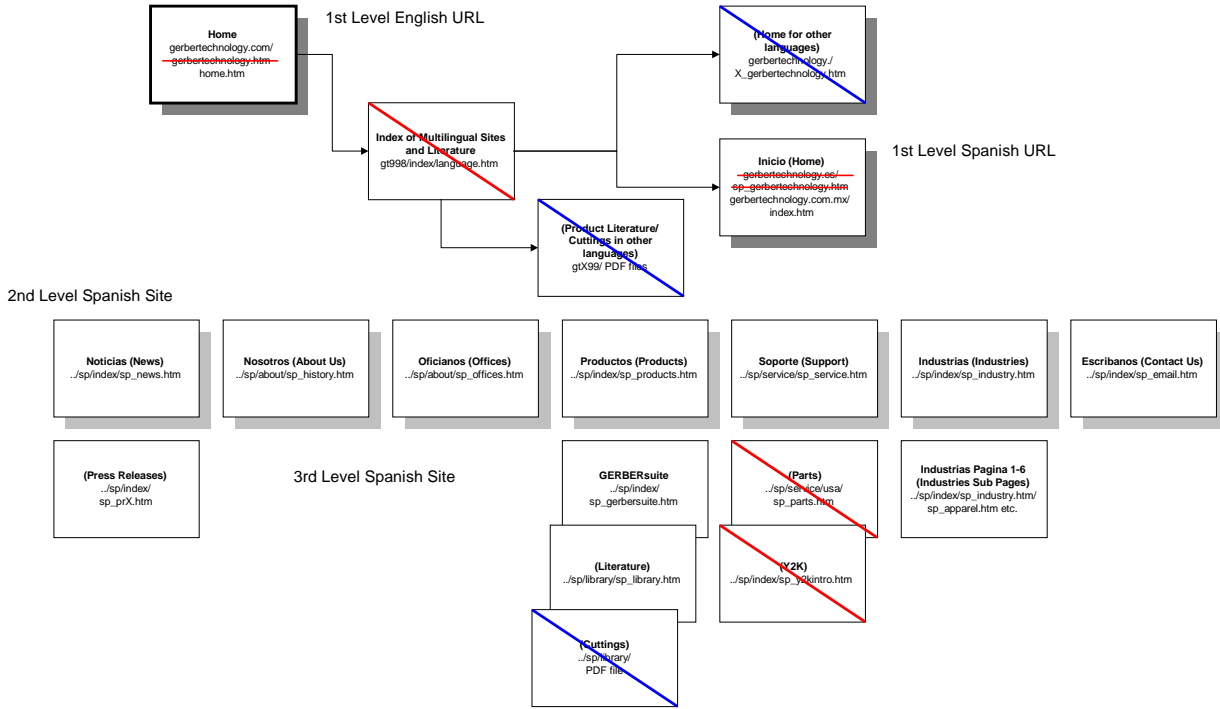 1st Level English URL
Home
gerbertechnology.com/
gerbertechnology.htm
home.htm
(Home for other
languages)
gerbertechnology./
X_gerbertechnology.htm
Index of Multilingual Sites
and Literature
gt998/index/language.htm
1st Level Spanish URL
Inicio (Home)
gerbertechnology.es/
sp_gerbertechnology.htm
gerbertechnology.com.mx/
index.htm
(Product Literature/
Cuttings in other
languages)
gtX99/ PDF files
2nd Level Spanish Site
Noticias (News)
../sp/index/sp_news.htm
Nosotros (About Us)
../sp/about/sp_history.htm
Oficianos (Offices)
../sp/about/sp_offices.htm
Productos (Products)
../sp/index/sp_products.htm
Soporte (Support)
../sp/service/sp_service.htm
Industrias (Industries)
../sp/index/sp_industry.htm
Escribanos (Contact Us)
../sp/index/sp_email.htm
3rd Level Spanish Site
(Press Releases)
../sp/index/
sp_prX.htm
GERBERsuite
../sp/index/
sp_gerbersuite.htm
(Parts)
../sp/service/usa/
sp_parts.htm
Industrias Pagina 1-6
(Industries Sub Pages)
../sp/index/sp_industry.htm/
sp_apparel.htm etc.
(Literature)
../sp/library/sp_library.htm
(Y2K)
../sp/index/sp_y2kintro.htm
(Cuttings)
../sp/library/
PDF file